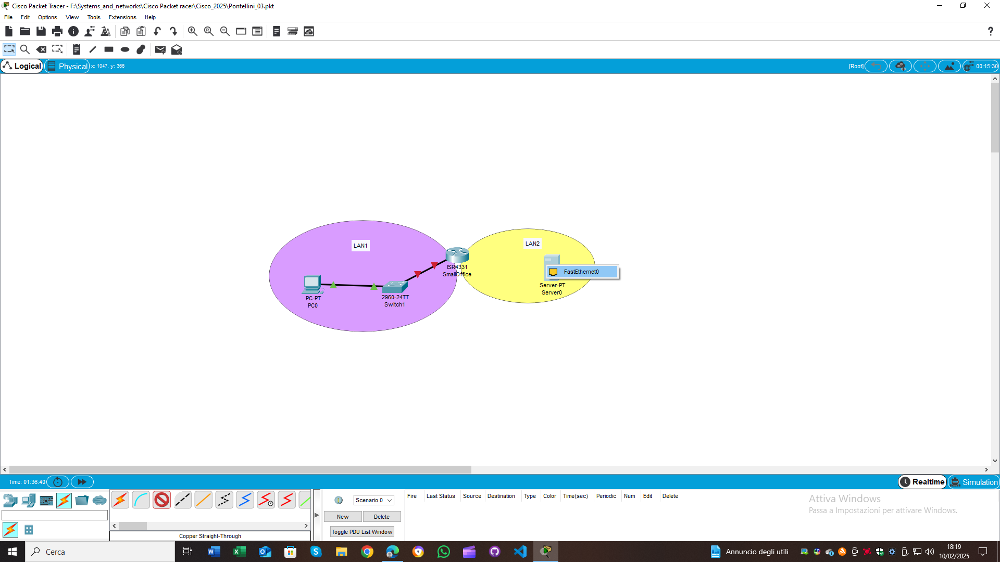 Cisco Packet Tracer - F:\Systems_and_networks\Cisco Packet racer\Cisco_2025\Pontellini_03.pkt
File Edit Options View Tools Extensions Help
?
Logical Physical x: 1047, y: 366 [Root] 00:15:30
LAN1
LAN2
ISR4331
SmallOffice
FastEthernet0
Server-PT
Server0
PC-PT
PC0
2960-24TT
Switch1
Time: 01:36:40 Realtime Simulation
Scenario 0
New Delete
Toggle PDU List Window
Fire Last Status Source Destination Type Color Time(sec) Periodic Num Edit Delete
Attiva Windows
Passa a Impostazioni per attivare Windows.
Copper Straight-Through
Cerca
Annuncio degli utili
18:19
10/02/2025